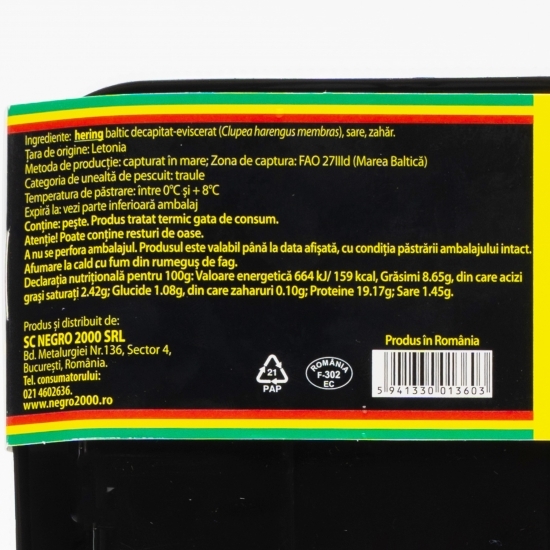 Ingrediente: hering baltic decapitat-eviscerat (Clupea harengus membras), sare, zahăr.
Țara de origine: Letonia
Metoda de producție: capturat în mare; Zona de captura: FAO 27IIId (Marea Baltică)
Categoria de unealtă de pescuit: traule
Temperatura de păstrare: între 0°C și + 8°C
Expiră la: vezi parte inferioară ambalaj
Conține: pește. Produs tratat termic gata de consum.
Atenție! Poate conține resturi de oase.
A nu se perfora ambalajul. Produsul este valabil până la data afișată, cu condiția păstrării ambalajului intact.
Afumare la cald cu fum din rumeguș de fag.
Declarația nutrițională pentru 100g: Valoare energetică 664 kJ/ 159 kcal, Grăsimi 8.65g, din care acizi
grași saturați 2.42g; Glucide 1.08g, din care zaharuri 0.10g; Proteine 19.17g; Sare 1.45g.
Produs și distribuit de:
SC NEGRO 2000 SRL
Bd. Metalurgiei Nr.136, Sector 4,
București, România.
Tel. consumatorului:
021 4602636.
www.negro2000.ro
21
PAP
ROMÂNIA
F-302
EC
Produs în România
5 941330 013603